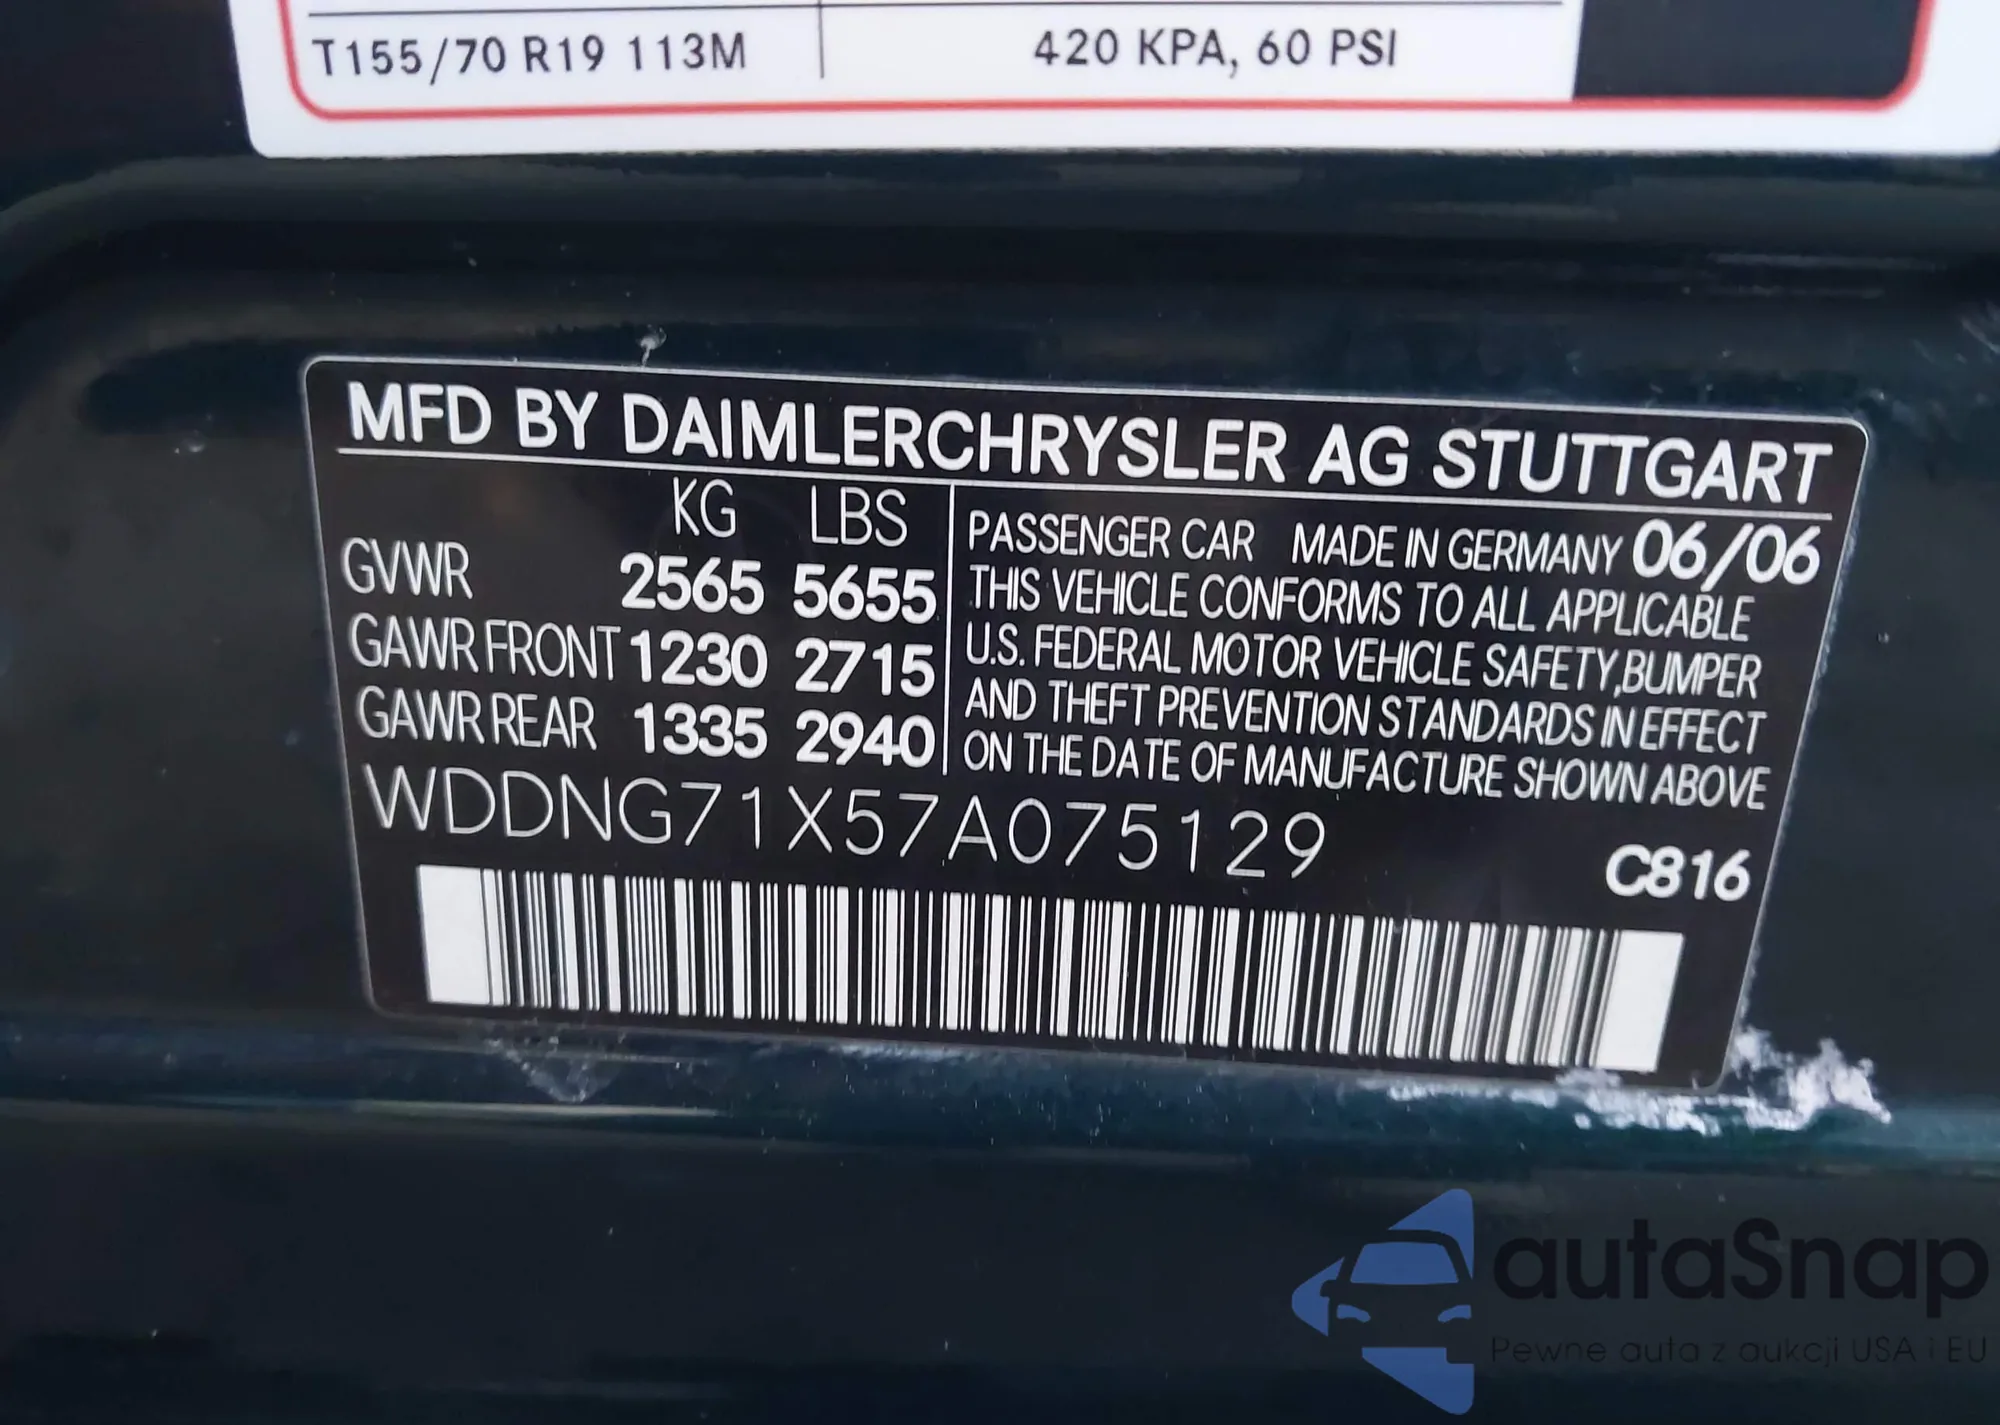 T155/70 R19 113M 420 KPA, 60 PSI
MFD BY DAIMLERCHRYSLER AG STUTTGART
KG LBS
GVWR 2565 5655
GAWR FRONT 1230 2715
GAWR REAR 1335 2940
PASSENGER CAR MADE IN GERMANY 06/06
THIS VEHICLE CONFORMS TO ALL APPLICABLE
U.S. FEDERAL MOTOR VEHICLE SAFETY,BUMPER
AND THEFT PREVENTION STANDARDS IN EFFECT
ON THE DATE OF MANUFACTURE SHOWN ABOVE
WDDNG71X57A075129
C816
autaSnap
Pewne auta z aukcji USA i EU